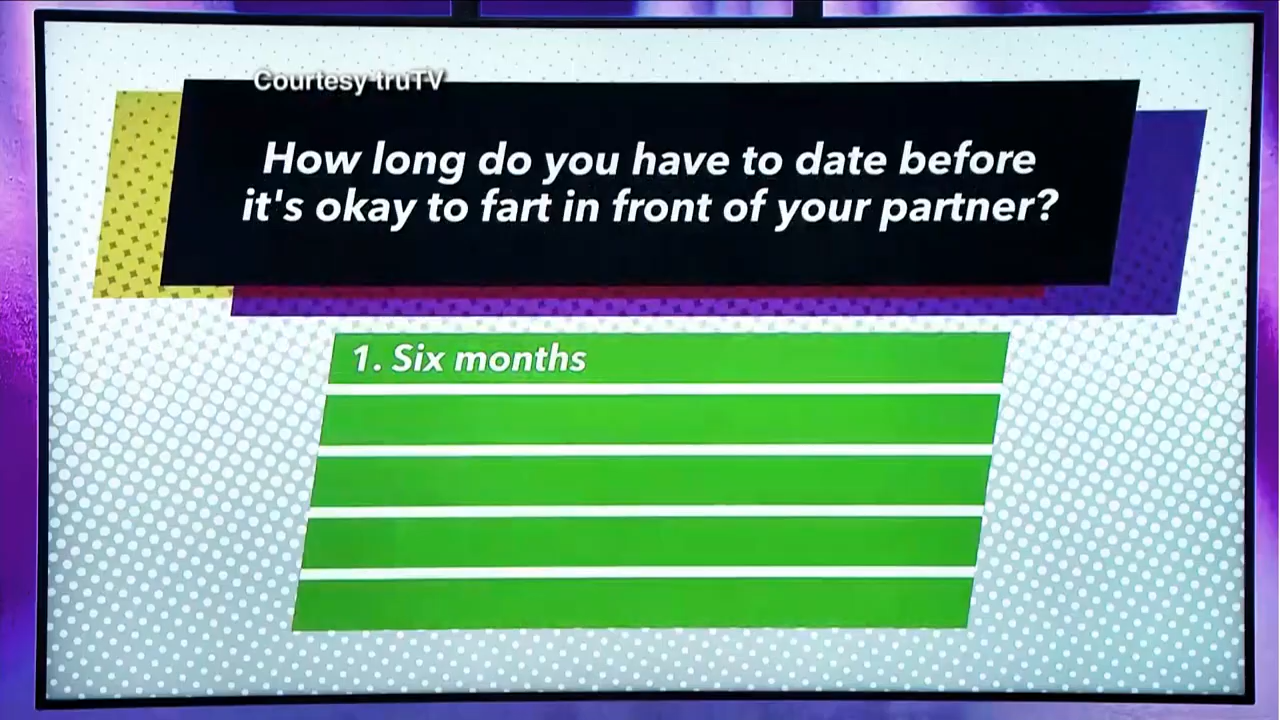 Courtesy truTV
How long do you have to date before
it's okay to fart in front of your partner?
1. Six months